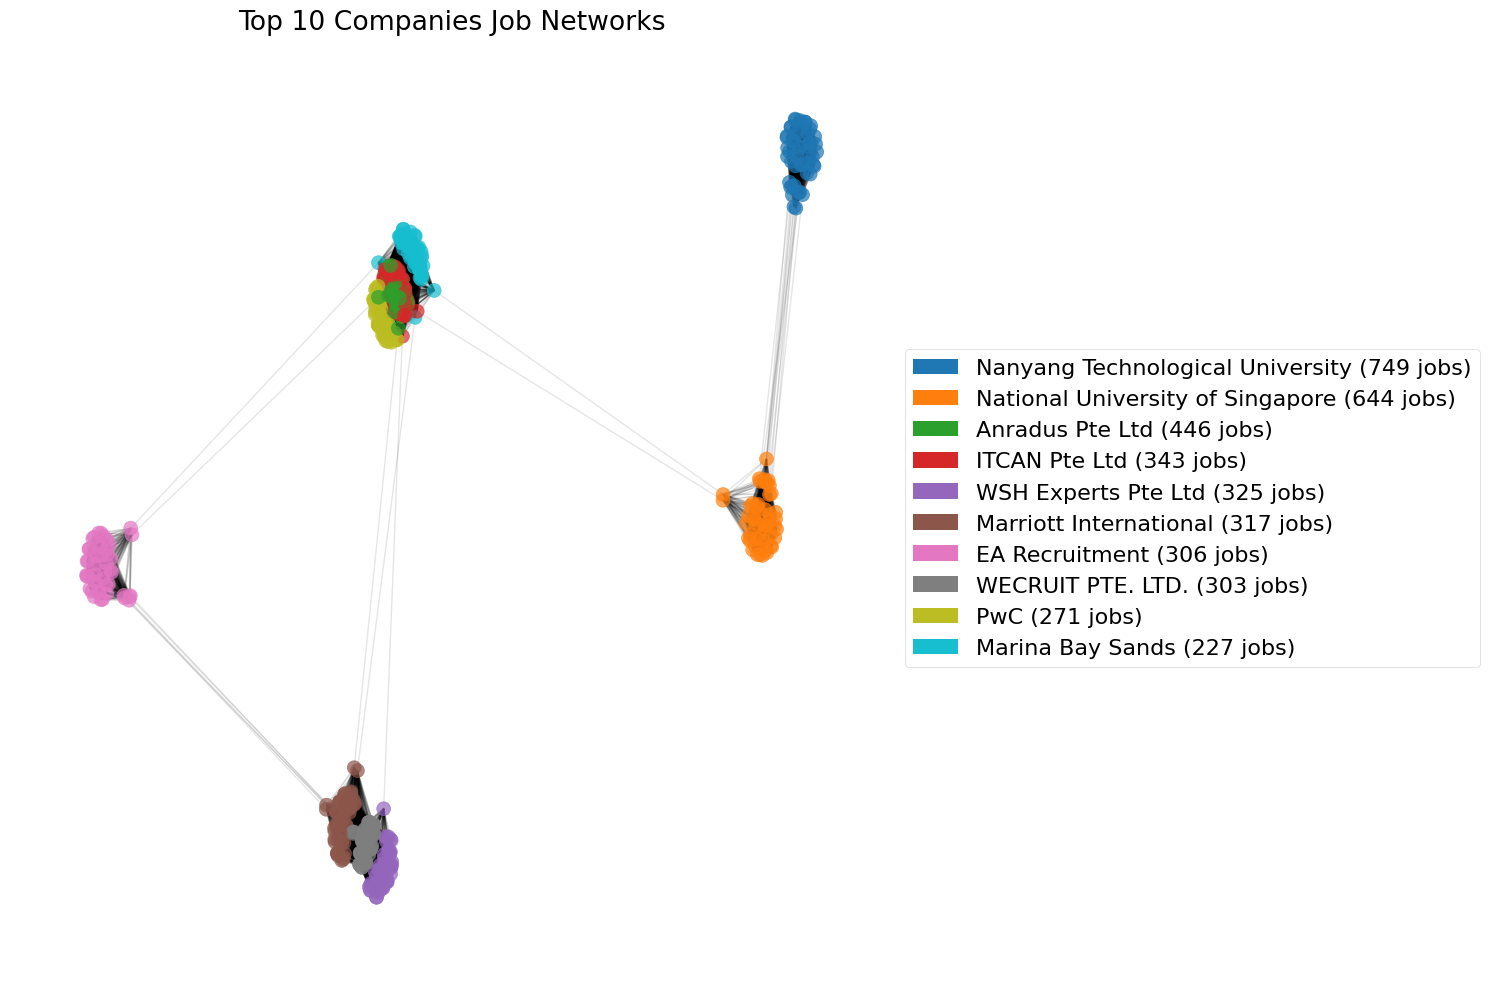 Top 10 Companies Job Networks
Nanyang Technological University (749 jobs)
National University of Singapore (644 jobs)
Anradus Pte Ltd (446 jobs)
ITCAN Pte Ltd (343 jobs)
WSH Experts Pte Ltd (325 jobs)
Marriott International (317 jobs)
EA Recruitment (306 jobs)
WECRUIT PTE. LTD. (303 jobs)
PwC (271 jobs)
Marina Bay Sands (227 jobs)